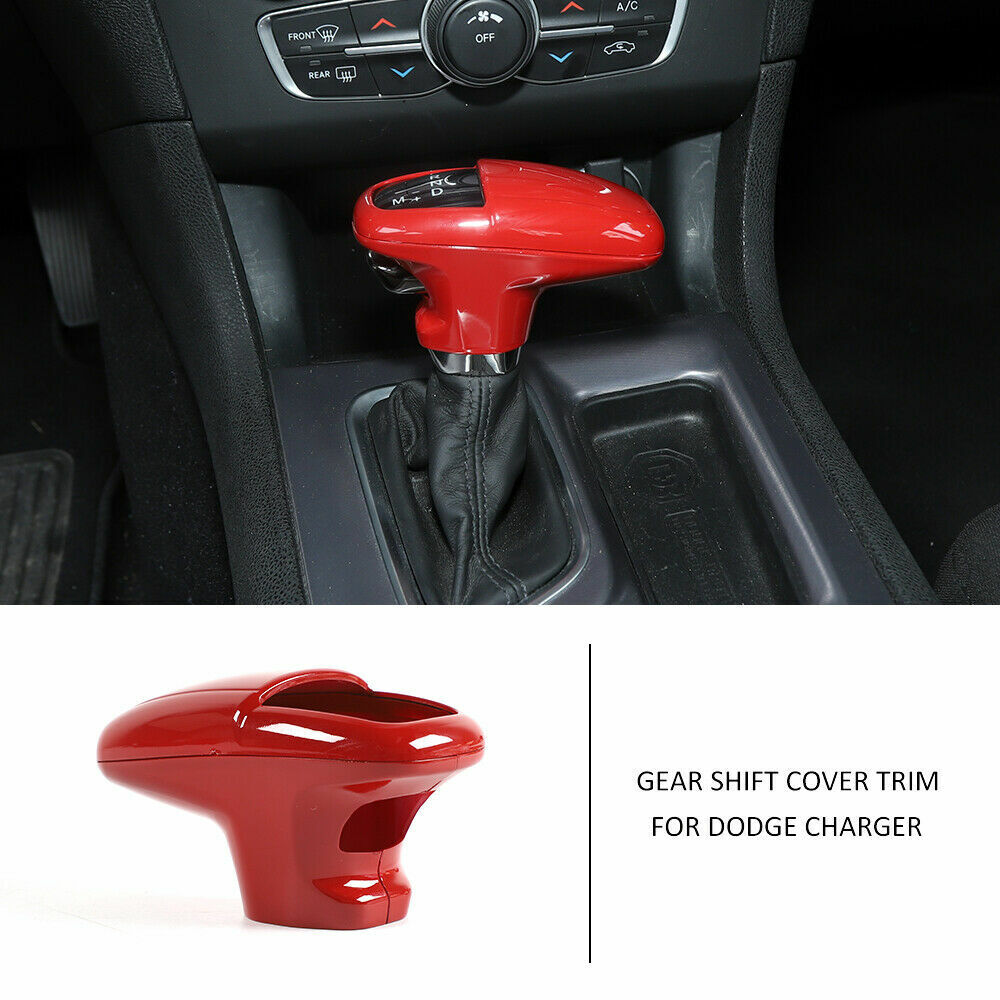 FRONT
A/C
OFF
REAR
R
N
D
M - +
GEAR SHIFT COVER TRIM
FOR DODGE CHARGER